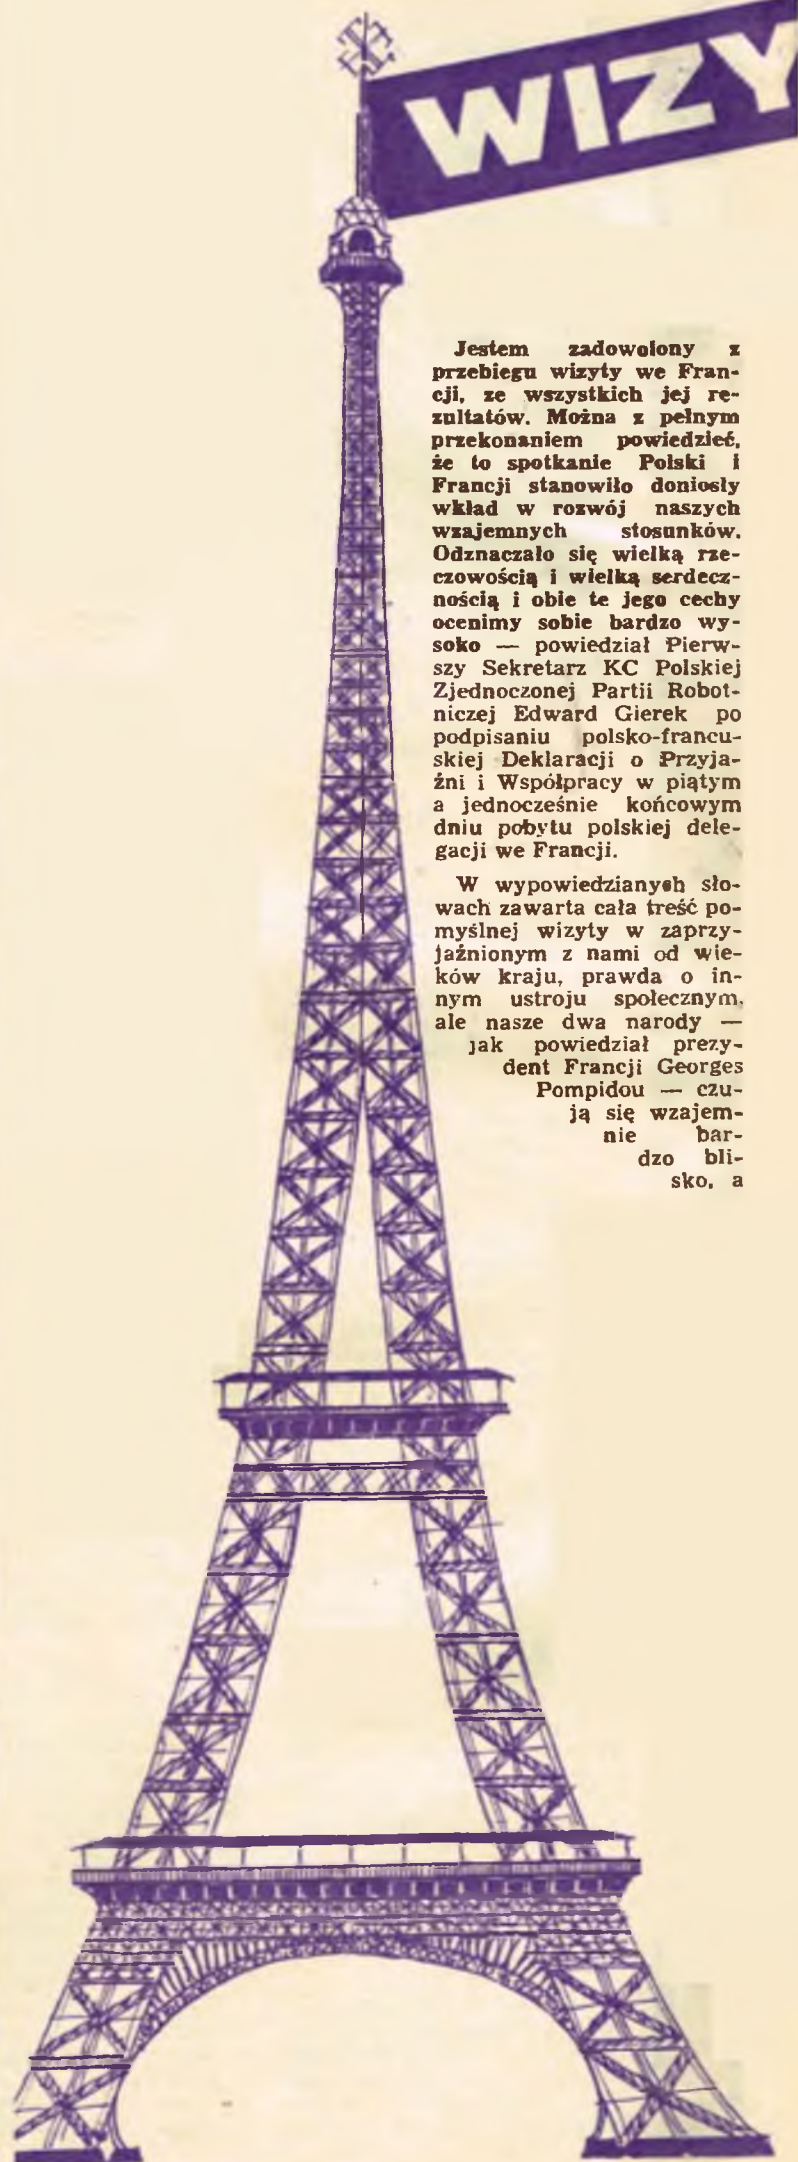 WIZY
Jestem zadowolony z
przebiegu wizyty we Fran-
cji, ze wszystkich jej re-
zultatów. Można z pełnym
przekonaniem powiedzieć,
że to spotkanie Polski i
Francji stanowiło doniosły
wkład w rozwój naszych
wzajemnych stosunków.
Odznaczało się wielką rze-
czowością i wielką serdecz-
nością i obie te jego cechy
ocenimy sobie bardzo wy-
soko — powiedział Pierw-
szy Sekretarz KC Polskiej
Zjednoczonej Partii Robot-
niczej Edward Gierek po
podpisaniu polsko-francu-
skiej Deklaracji o Przyja-
źni i Współpracy w piątym
a jednocześnie końcowym
dniu pobytu polskiej dele-
gacji we Francji.
W wypowiedzianych sło-
wach zawarta cała treść po-
myślnej wizyty w zaprzy-
jaźnionym z nami od wie-
ków kraju, prawda o in-
nym ustroju społecznym,
ale nasze dwa narody —
jak powiedział prezy-
dent Francji Georges
Pompidou — czu-
ją się wzajem-
nie bar-
dzo bli-
sko, a